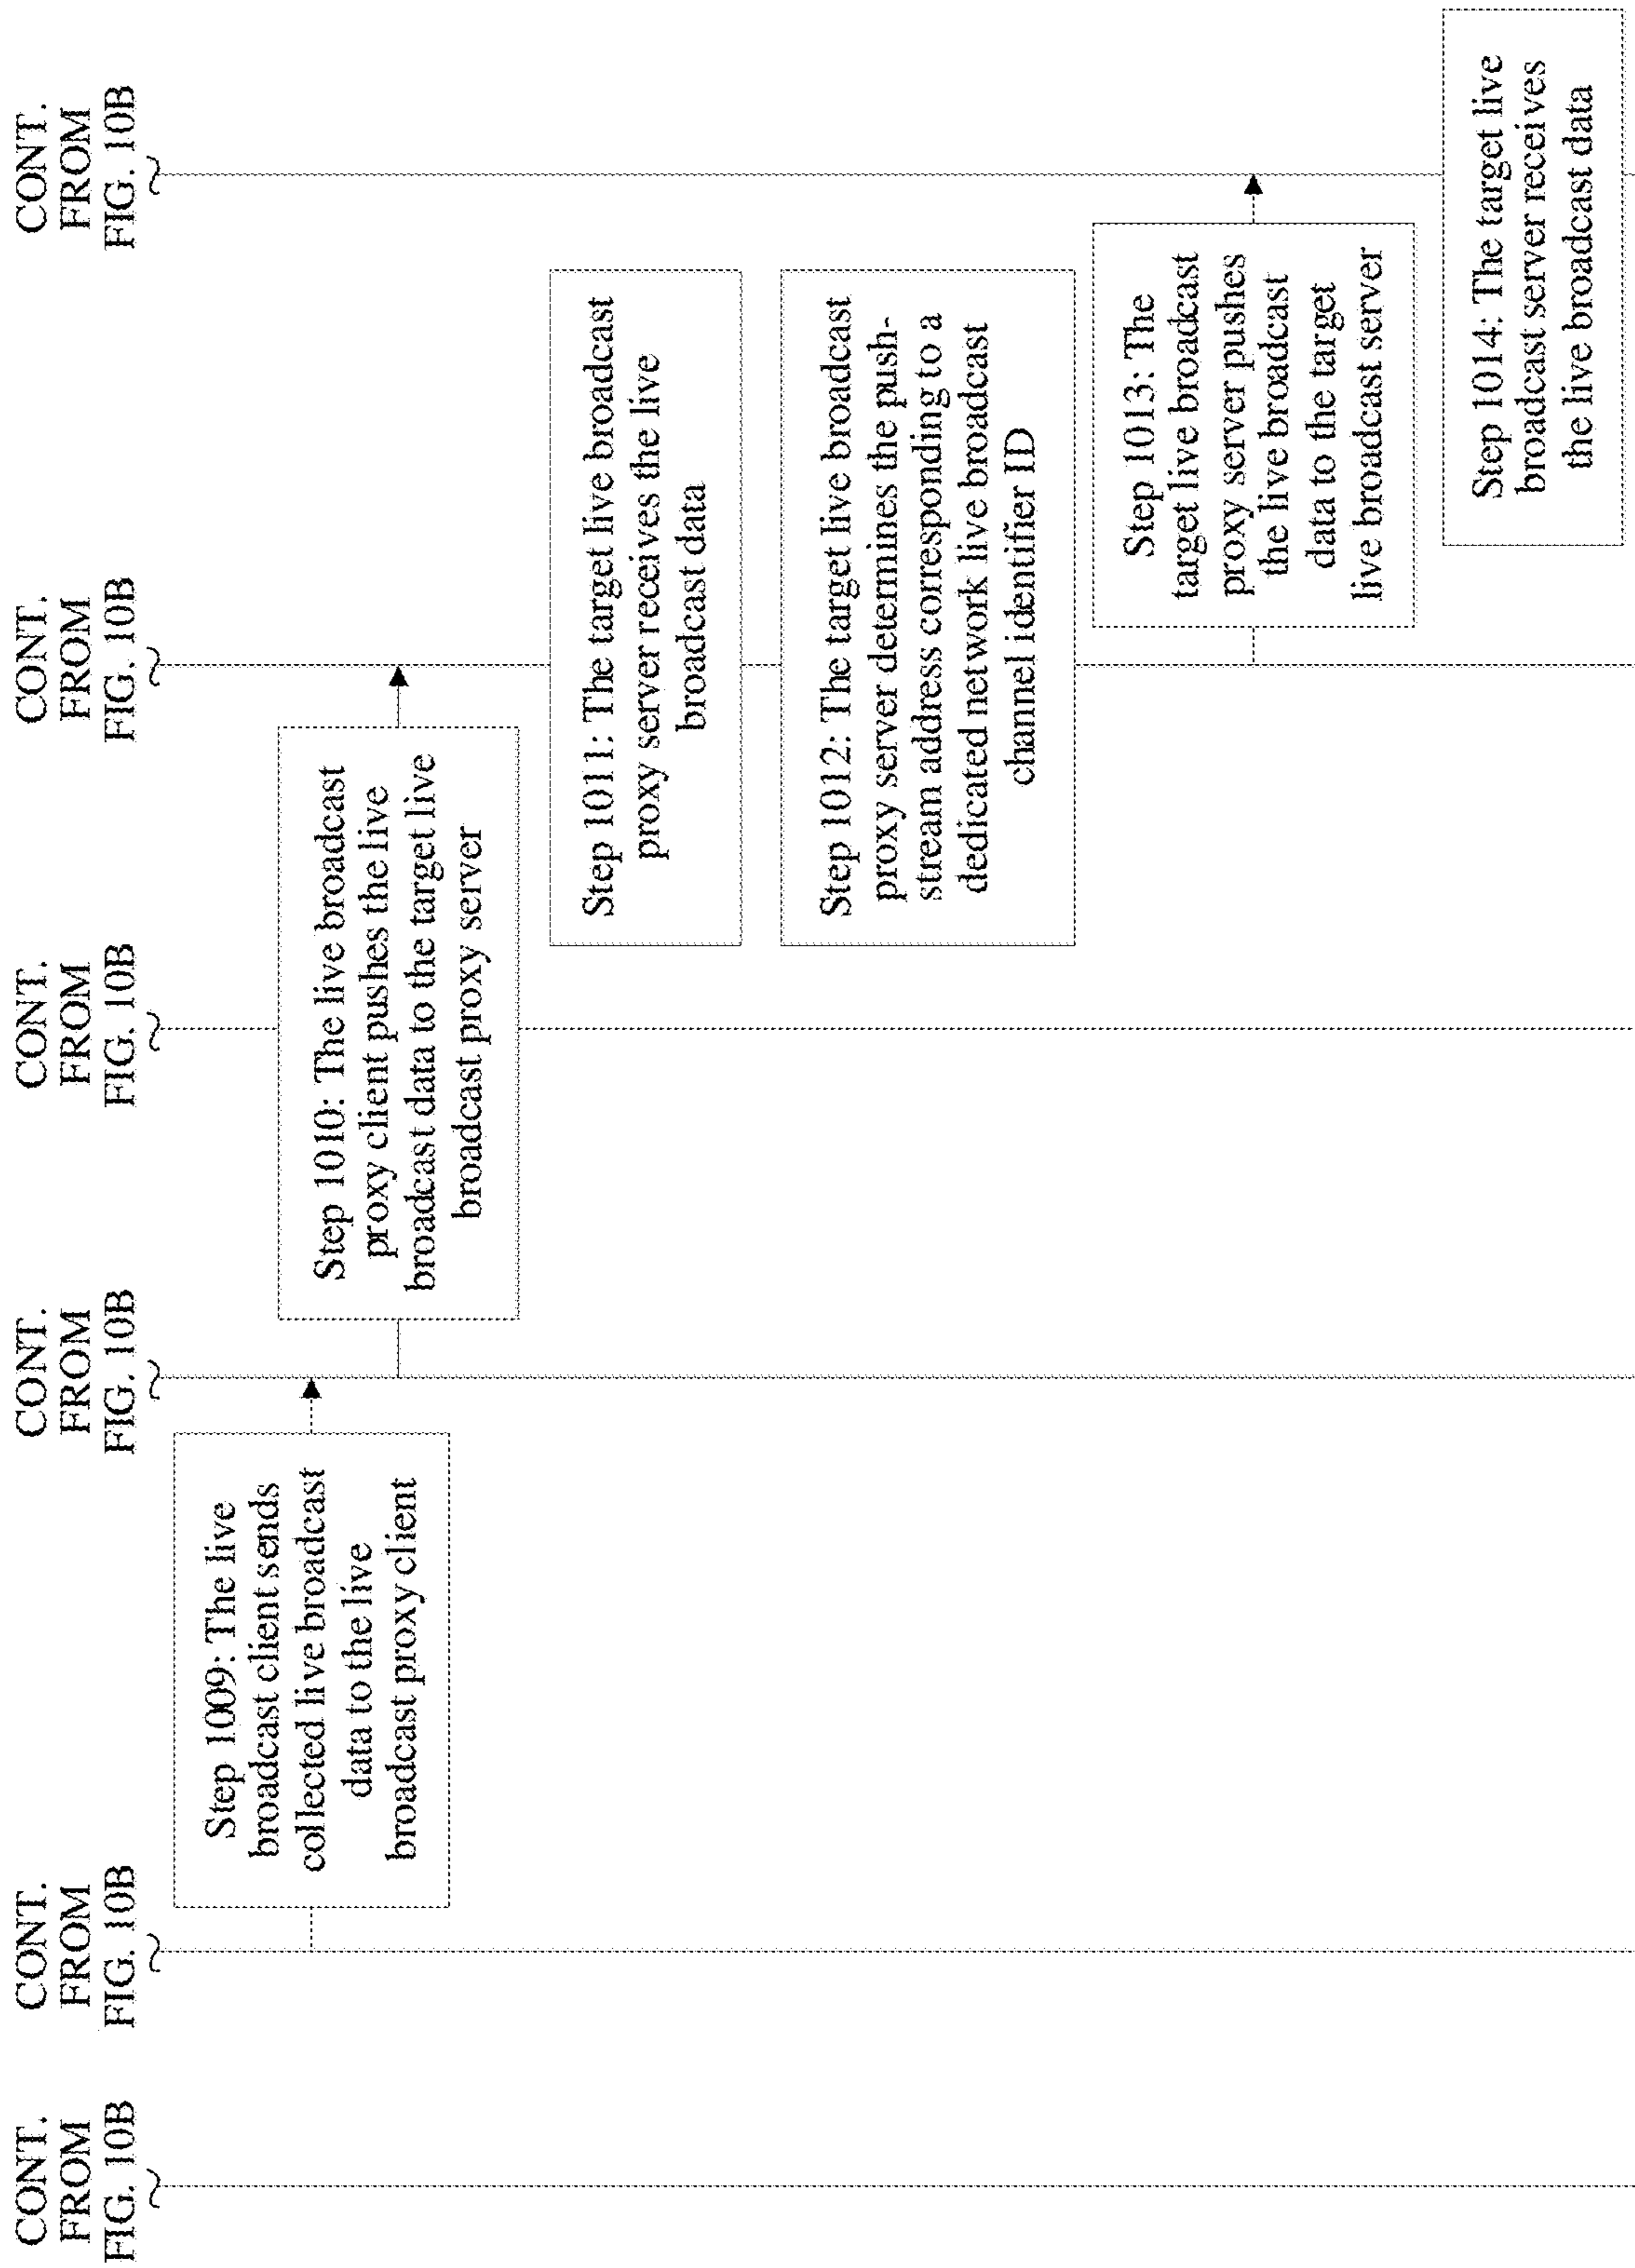 CONT.
FROM
FIG. 10B
CONT.
FROM
FIG. 10B
CONT.
FROM
FIG. 10B
CONT.
FROM
FIG. 10B
CONT.
FROM
FIG. 10B
CONT.
FROM
FIG. 10B
Step 1009: The live
broadcast client sends
collected live broadcast
data to the live
broadcast proxy client
Step 1010: The live broadcast
proxy client pushes the live
broadcast data to the target live
broadcast proxy server
Step 1011: The target live broadcast
proxy server receives the live
broadcast data
Step 1012: The target live broadcast
proxy server determines the push-
stream address corresponding to a
dedicated network live broadcast
channel identifier ID
Step 1013: The
target live broadcast
proxy server pushes
the live broadcast
data to the target
live broadcast server
Step 1014: The target live
broadcast server receives
the live broadcast data